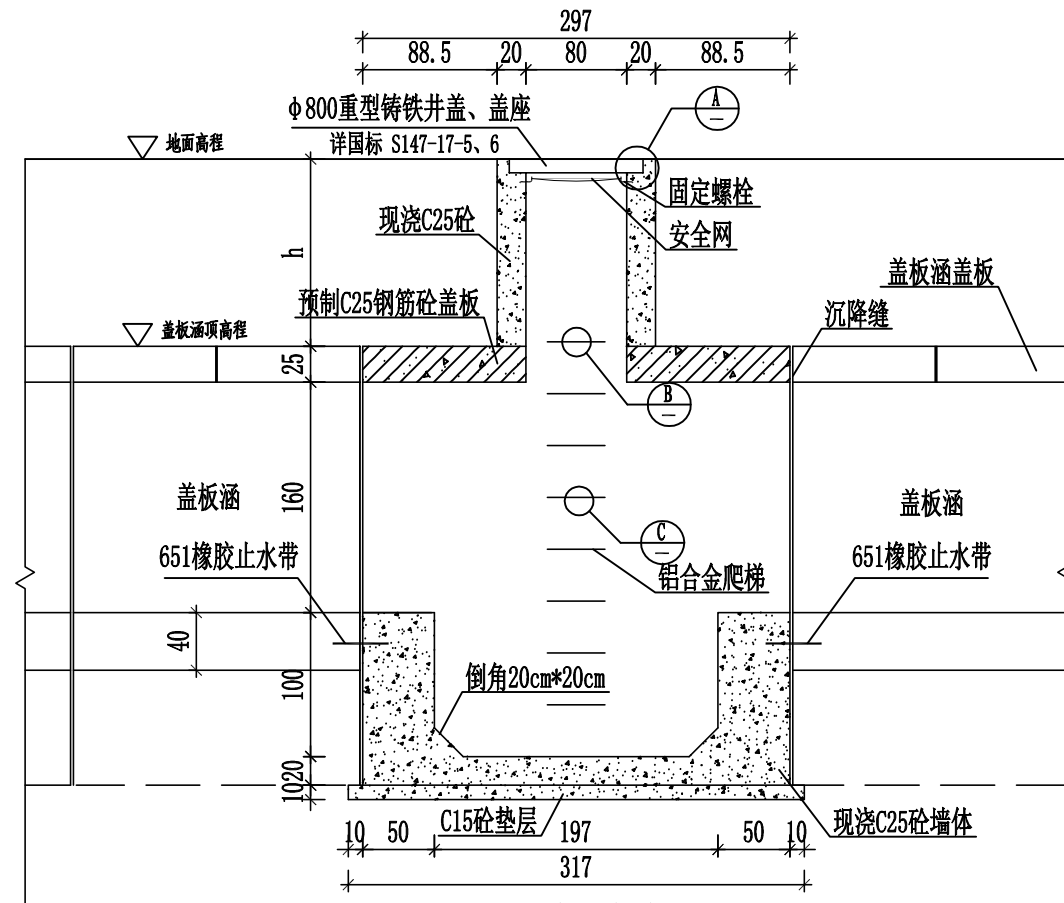 297
88.5 20 80 20 88.5
A
ф800重型铸铁井盖、盖座
详国标 S147-17-5、6
地面高程
固定螺栓
安全网
现浇C25砼
h
预制C25钢筋砼盖板
盖板涵盖板
沉降缝
盖板涵顶高程
25
B
盖板涵
160
盖板涵
C
651橡胶止水带
铝合金爬梯
651橡胶止水带
40
100
倒角20cm*20cm
1020
C15砼垫层
现浇C25砼墙体
10 50 197 50 10
317